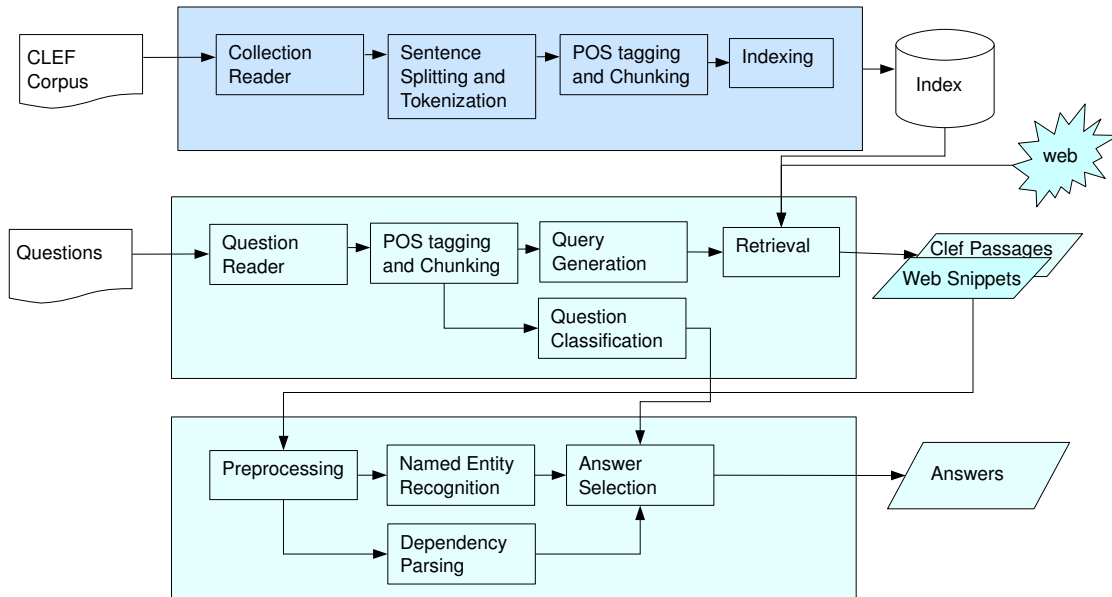 CLEF
Corpus
Collection
Reader
Sentence
Splitting and
Tokenization
POS tagging
and Chunking
Indexing
Index
web
Questions
Question
Reader
POS tagging
and Chunking
Query
Generation
Retrieval
Question
Classification
Clef Passages
Web Snippets
Preprocessing
Named Entity
Recognition
Answer
Selection
Answers
Dependency
Parsing